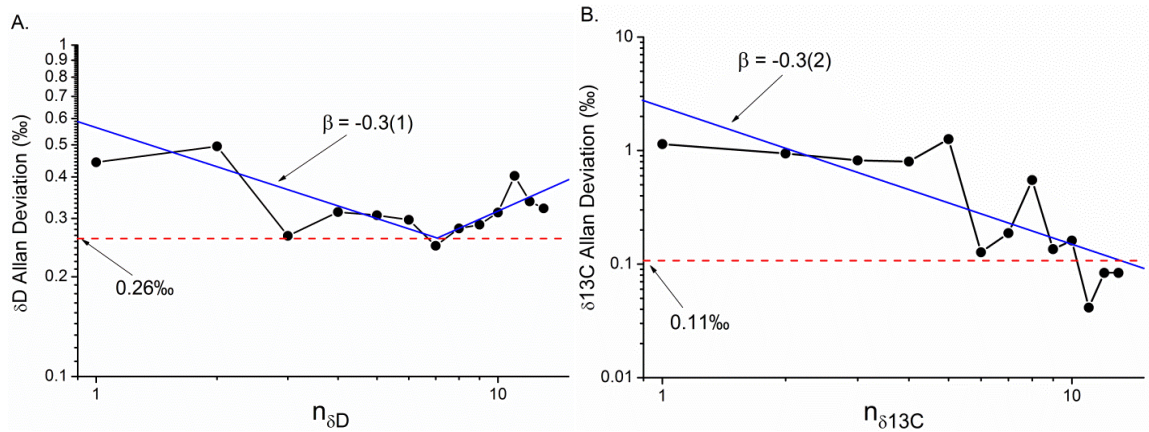 A.
1
0.9
0.8
0.7
0.6
0.5
0.4
0.3
0.2
0.1
δD Allan Deviation (‰)
β = -0.3(1)
0.26‰
1
10
nδD
B.
10
1
0.1
0.01
δ13C Allan Deviation (‰)
β = -0.3(2)
0.11‰
1
10
nδ13C